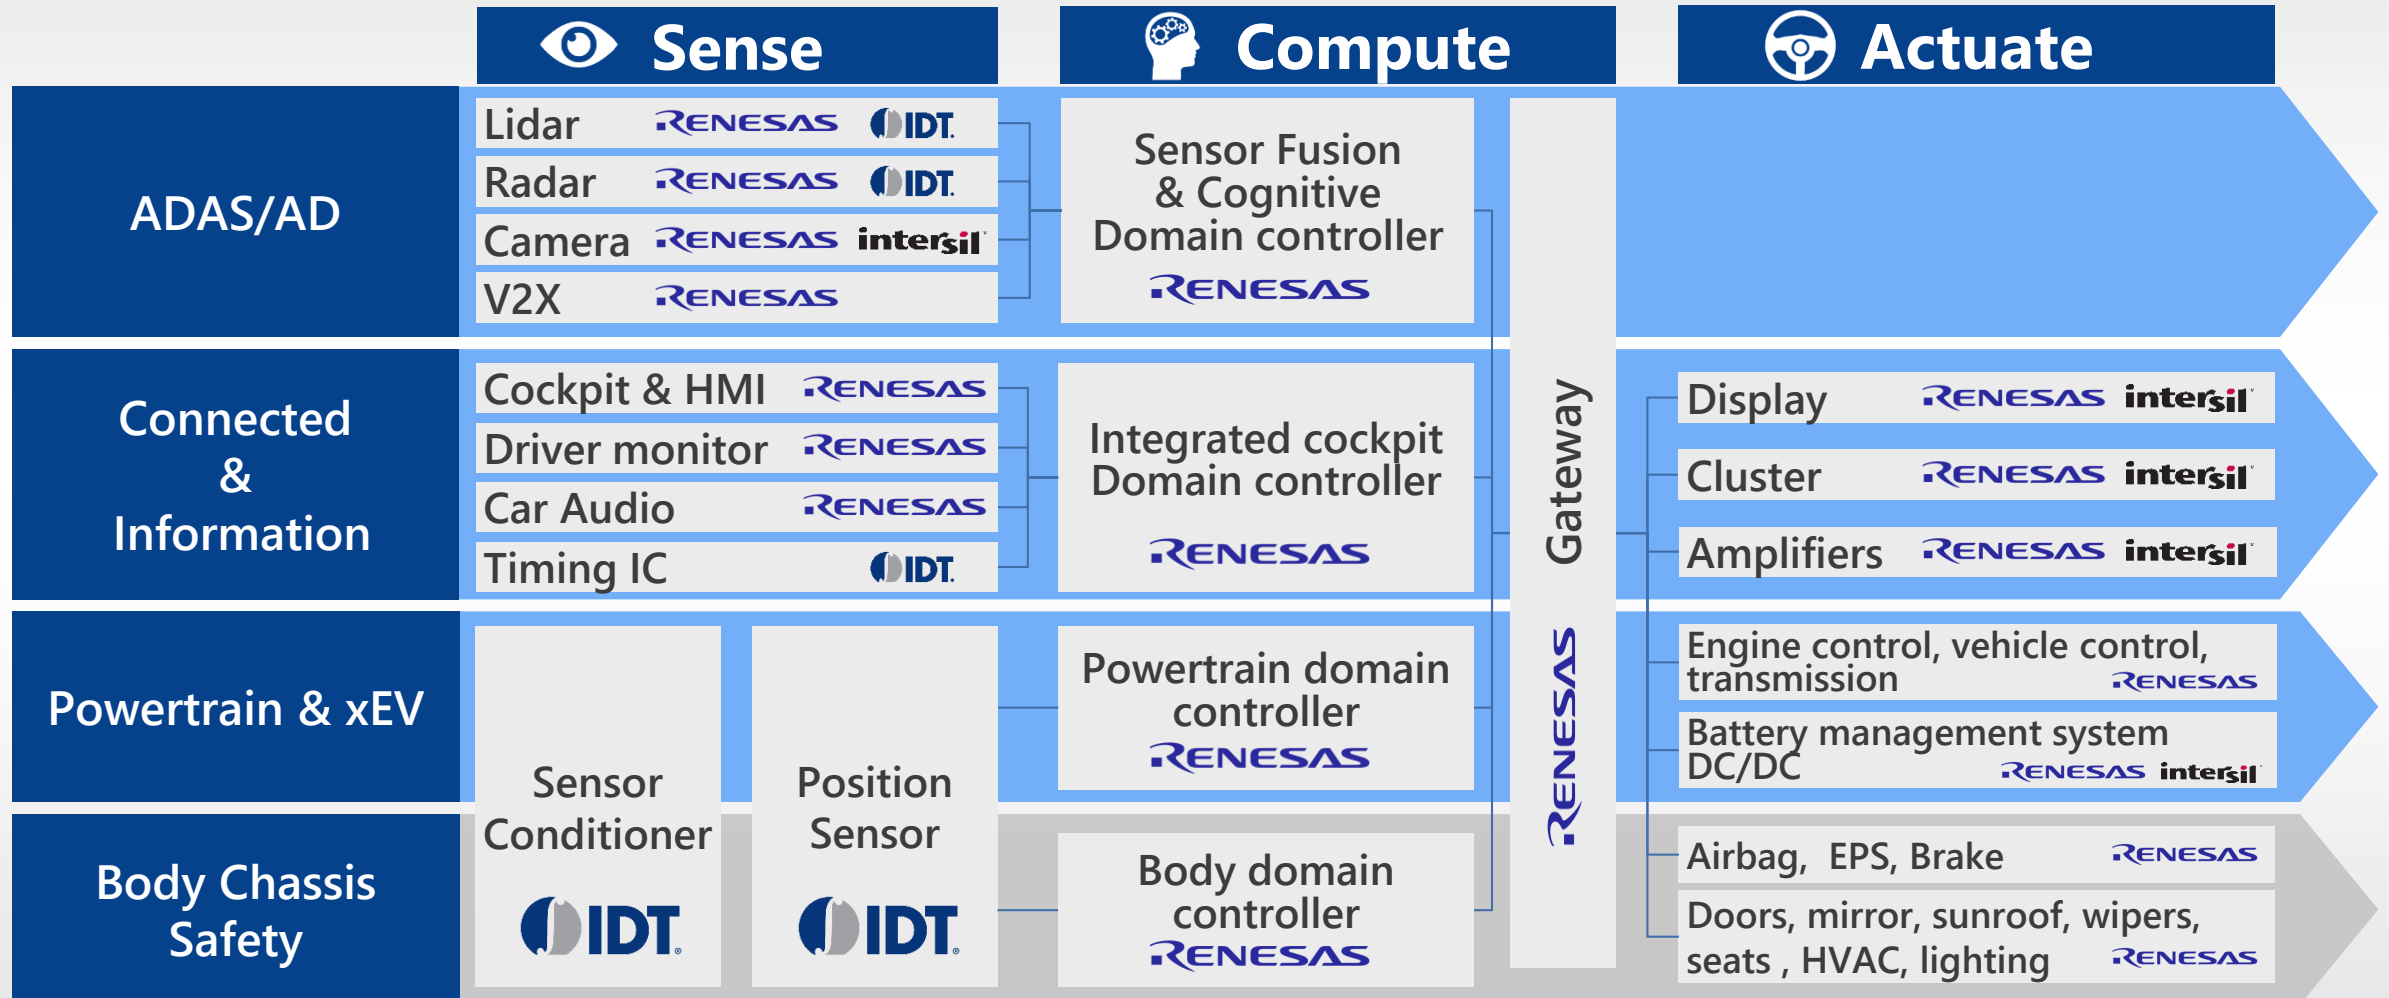 Sense
Compute
Actuate
ADAS/AD
Lidar RENESAS IDT.
Radar RENESAS IDT.
Camera RENESAS intersil
V2X RENESAS
Sensor Fusion
& Cognitive
Domain controller
RENESAS
Connected
&
Information
Cockpit & HMI RENESAS
Driver monitor RENESAS
Car Audio RENESAS
Timing IC IDT.
Integrated cockpit
Domain controller
RENESAS
Gateway
RENESAS
Display RENESAS intersil
Cluster RENESAS intersil
Amplifiers RENESAS intersil
Powertrain & xEV
Sensor
Conditioner
IDT®
Position
Sensor
IDT®
Powertrain domain
controller
RENESAS
Engine control, vehicle control,
transmission RENESAS
Battery management system
DC/DC RENESAS intersil
Body Chassis
Safety
Body domain
controller
RENESAS
Airbag, EPS, Brake RENESAS
Doors, mirror, sunroof, wipers,
seats , HVAC, lighting RENESAS